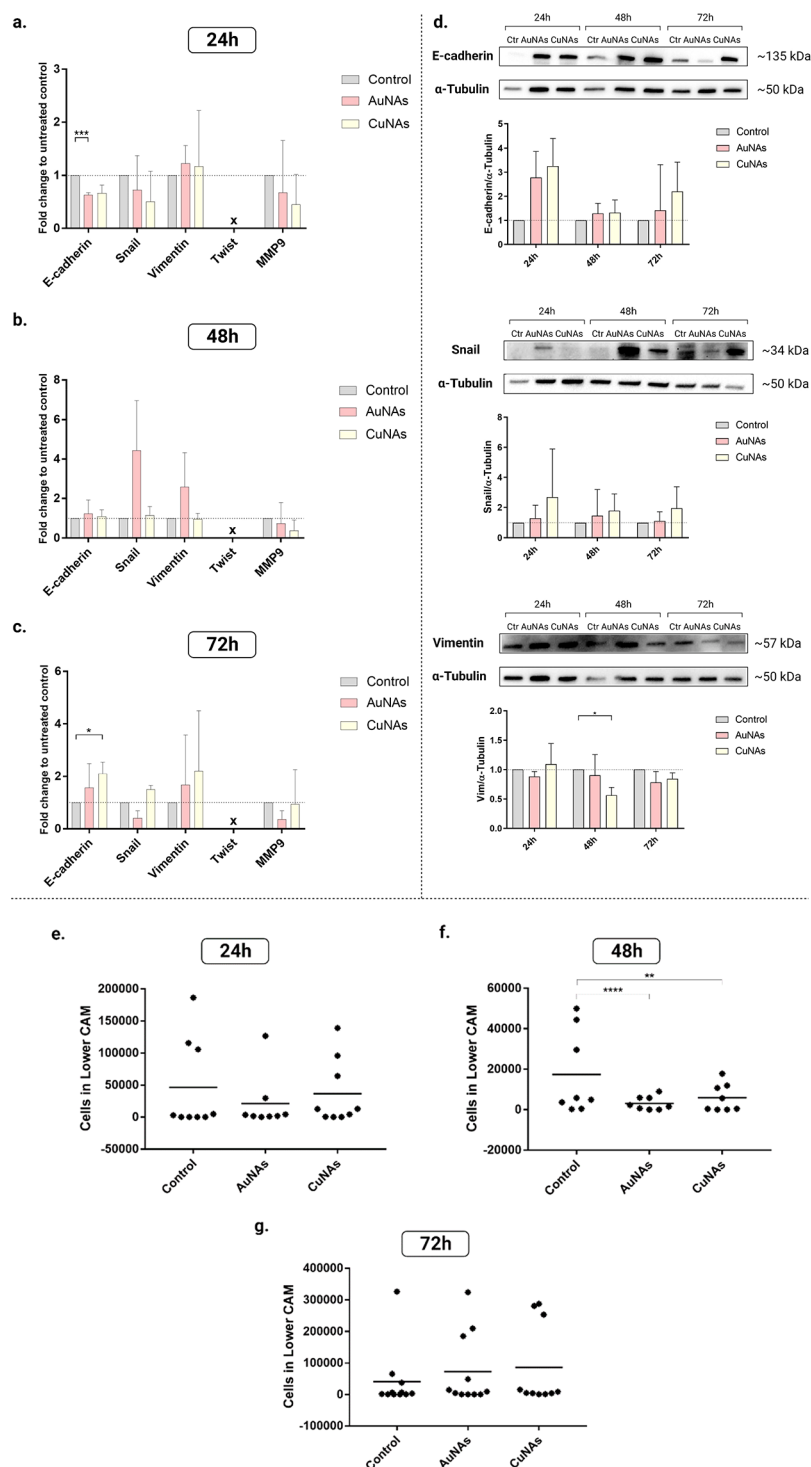 a.
24h
Fold change to untreated control
3
2
1
0
***
x
E-cadherin
Snail
Vimentin
Twist
MMP9
Control
AuNAs
CuNAs
b.
48h
Fold change to untreated control
8
6
4
2
0
x
E-cadherin
Snail
Vimentin
Twist
MMP9
Control
AuNAs
CuNAs
c.
72h
Fold change to untreated control
6
4
2
0
*
x
E-cadherin
Snail
Vimentin
Twist
MMP9
Control
AuNAs
CuNAs
d.
24h 48h 72h
Ctr AuNAs CuNAs Ctr AuNAs CuNAs Ctr AuNAs CuNAs
E-cadherin ~135 kDa
α-Tubulin ~50 kDa
E-cadherin/α-Tubulin
5
4
3
2
1
0
24h
48h
72h
Control
AuNAs
CuNAs
24h 48h 72h
Ctr AuNAs CuNAs Ctr AuNAs CuNAs Ctr AuNAs CuNAs
Snail ~34 kDa
α-Tubulin ~50 kDa
Snail/α-Tubulin
8
6
4
2
0
24h
48h
72h
Control
AuNAs
CuNAs
24h 48h 72h
Ctr AuNAs CuNAs Ctr AuNAs CuNAs Ctr AuNAs CuNAs
Vimentin ~57 kDa
α-Tubulin ~50 kDa
Vim/α-Tubulin
2.0
1.5
1.0
0.5
0.0
*
24h
48h
72h
Control
AuNAs
CuNAs
e.
24h
Cells in Lower CAM
200000
150000
100000
50000
0
-50000
Control
AuNAs
CuNAs
f.
48h
Cells in Lower CAM
60000
40000
20000
0
-20000
**
****
Control
AuNAs
CuNAs
g.
72h
Cells in Lower CAM
400000
300000
200000
100000
0
-100000
Control
AuNAs
CuNAs